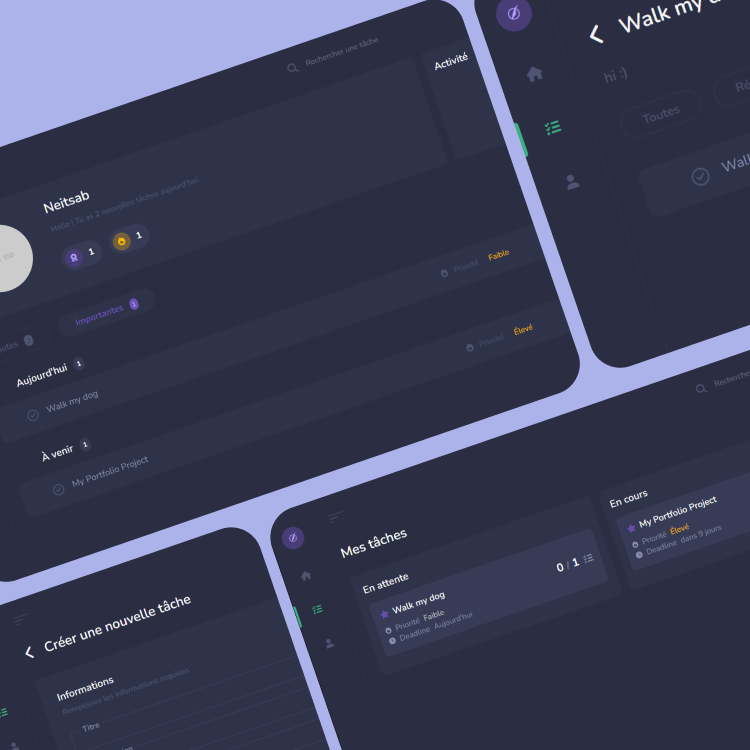 Rechercher une tâche
Activité
Neitsab
Hello ! Tu as 2 nouvelles tâches aujourd'hui.
1
1
Importantes 1
Aujourd'hui 1
Walk my dog
Priorité Faible
À venir 1
My Portfolio Project
Priorité Élevé
Walk my
hi :)
Toutes
Créer une nouvelle tâche
Informations
Remplissez les informations requises
Titre
Mes tâches
En attente
Walk my dog
Priorité Faible
Deadline Aujourd'hui
0 / 1
En cours
My Portfolio Project
Priorité Élevé
Deadline dans 9 jours